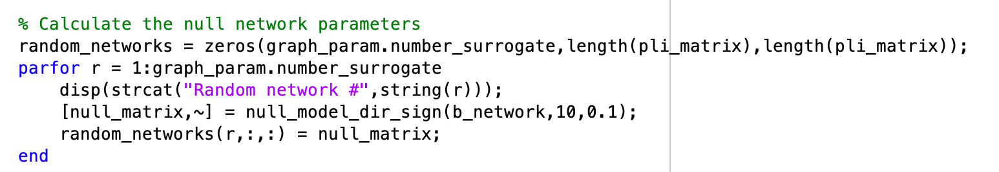 % Calculate the null network parameters
random_networks = zeros(graph_param.number_surrogate,length(pli_matrix),length(pli_matrix));
parfor r = 1:graph_param.number_surrogate
    disp(strcat("Random network #",string(r)));
    [null_matrix,~] = null_model_dir_sign(b_network,10,0.1);
    random_networks(r,:,:) = null_matrix;
end